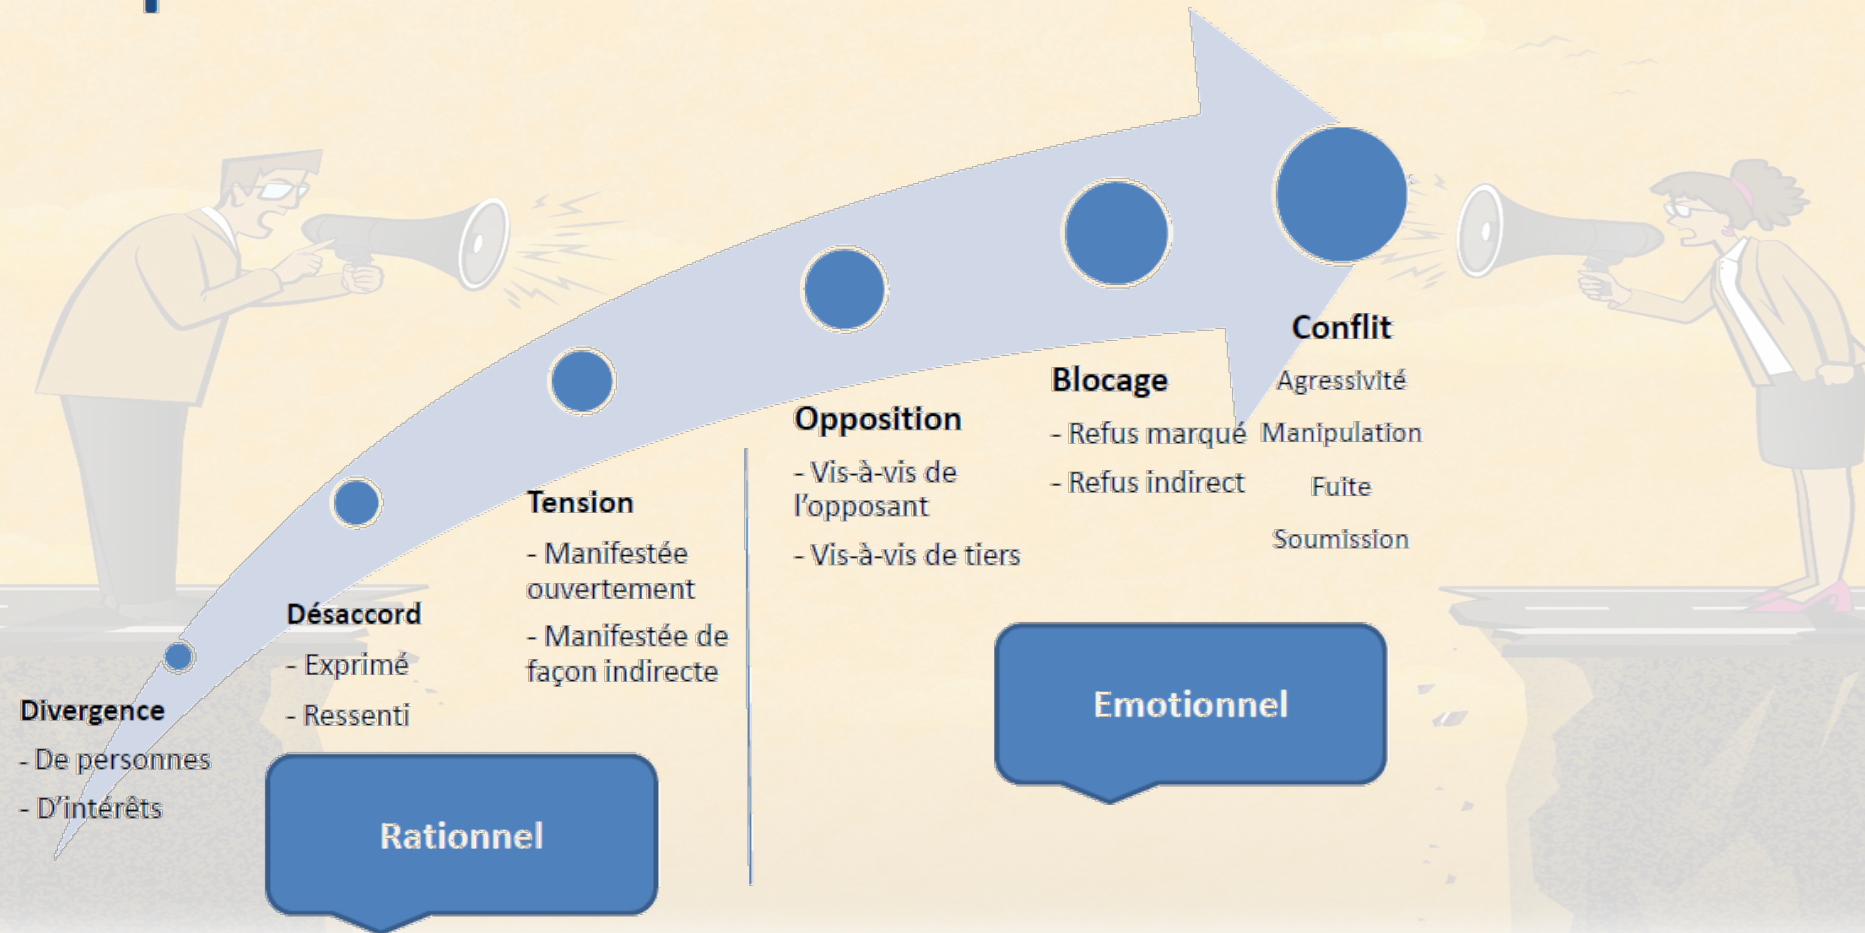 Divergence
- De personnes
- D'intérêts
Désaccord
- Exprimé
- Ressenti
Tension
- Manifestée
ouvertement
- Manifestée de
façon indirecte
Opposition
- Vis-à-vis de
l'opposant
- Vis-à-vis de tiers
Blocage
- Refus marqué
- Refus indirect
Conflit
Agressivité
Manipulation
Fuite
Soumission
Rationnel
Emotionnel